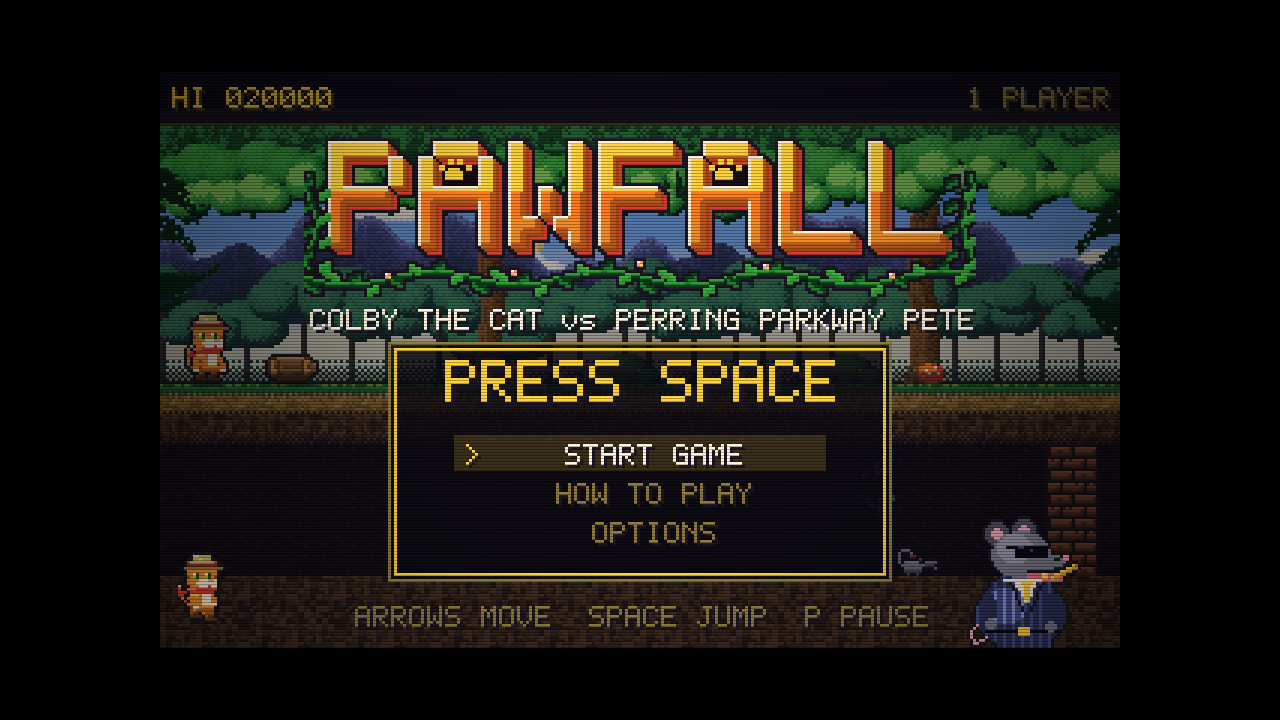 HI 020000
1 PLAYER
PAWFALL
COLBY THE CAT vs PERRING PARKWAY PETE
PRESS SPACE
> START GAME
HOW TO PLAY
OPTIONS
ARROWS MOVE SPACE JUMP P PAUSE